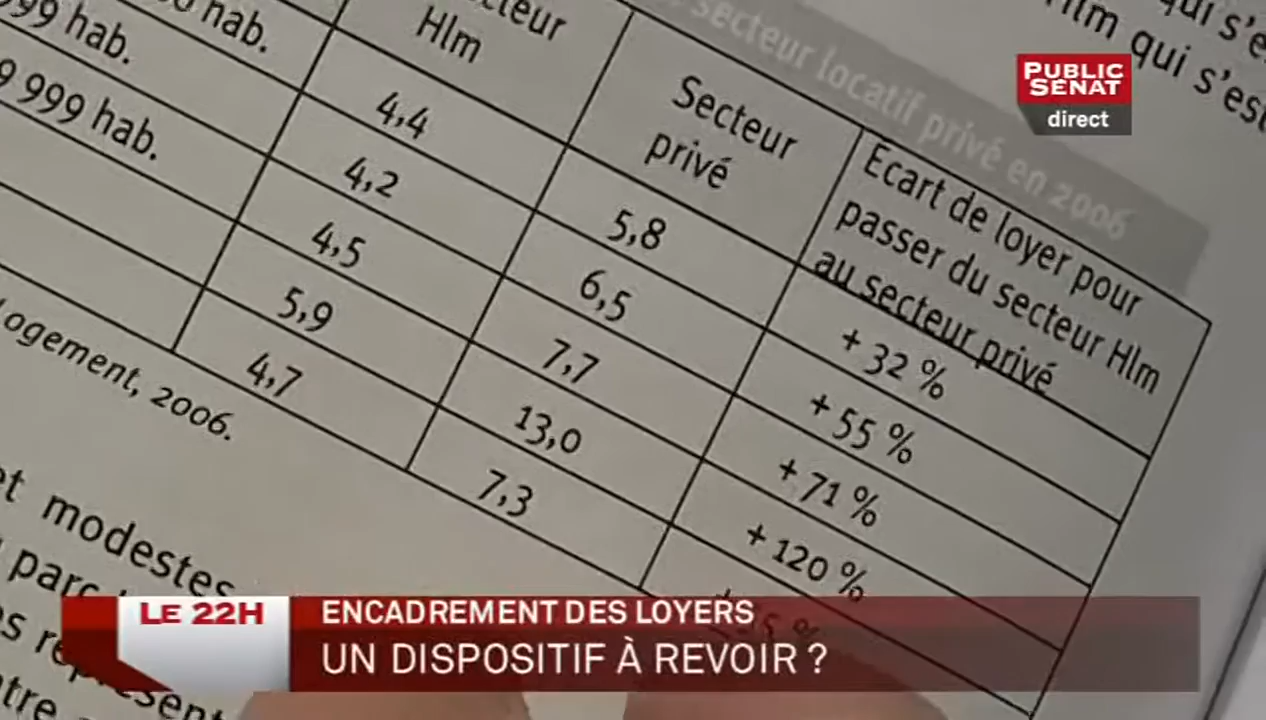 secteur locatif privé en 2006
qui s'e
Hlm qui s'est
PUBLIC
SENAT
direct
hab.
99 hab.
9 999 hab.
Hlm
Secteur
privé
Ecart de loyer pour
passer du secteur Hlm
au secteur privé
4,4 5,8 + 32 %
4,2 6,5 + 55 %
4,5 7,7 + 71 %
5,9 13,0 + 120 %
4,7 7,3
Logement, 2006.
et modestes
parc
LE 22H
ENCADREMENT DES LOYERS
UN DISPOSITIF À REVOIR ?